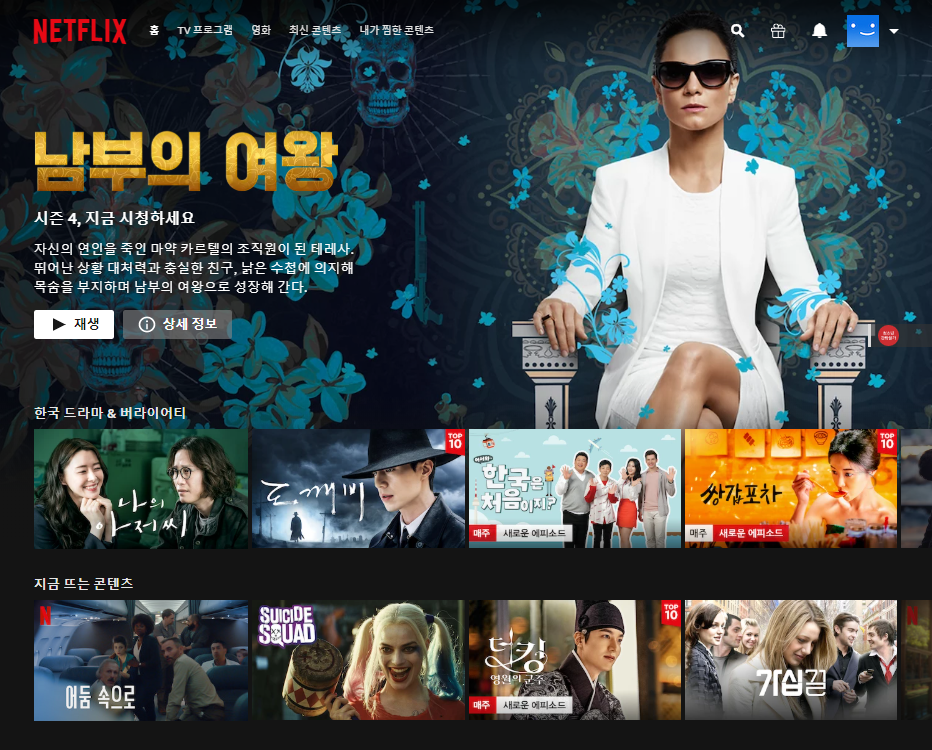 NETFLIX
홈 TV 프로그램 영화 최신 콘텐츠 내가 찜한 콘텐츠
남부의 여왕
시즌 4, 지금 시청하세요
자신의 연인을 죽인 마약 카르텔의 조직원이 된 테레사.
뛰어난 상황 대처력과 충실한 친구, 낡은 수첩에 의지해
목숨을 부지하며 남부의 여왕으로 성장해 간다.
재생 상세 정보
한국 드라마 & 버라이어티
나의
아저씨
도깨비
TOP
10
어서와~
한국은
처음이지?
매주 새로운 에피소드
쌍갑포차
TOP
10
매주 새로운 에피소드
지금 뜨는 콘텐츠
N
어둠 속으로
SUICIDE
SQUAD
더 킹
영원의 군주
TOP
10
매주 새로운 에피소드
가십걸